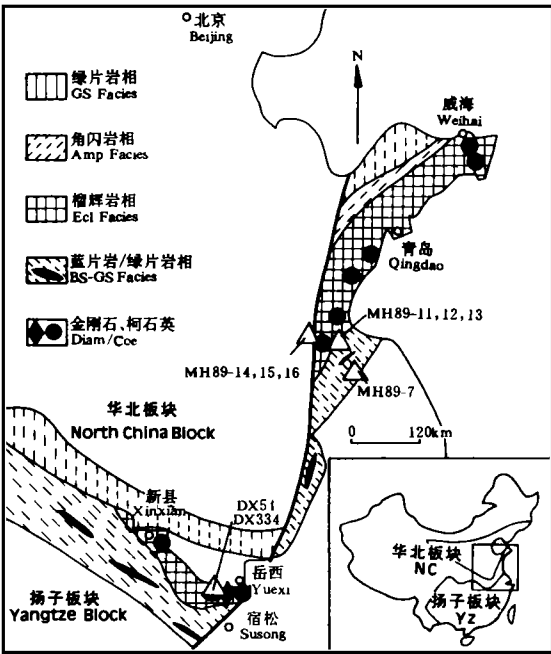 北京
Beijing
N
绿片岩相
GS Facies
威海
Weihai
角闪岩相
Amp Facies
榴辉岩相
Ecl Facies
青岛
Qingdao
蓝片岩/绿片岩相
BS-GS Facies
金刚石、柯石英
Diam/Coe
MH89-11,12,13
MH89-14,15,16
MH89-7
华北板块
North China Block
0 120km
新县
Xinxian
DX51
DX334
岳西
Yuexi
扬子板块
Yangtze Block
宿松
Susong
华北板块
NC
扬子板块
YZ